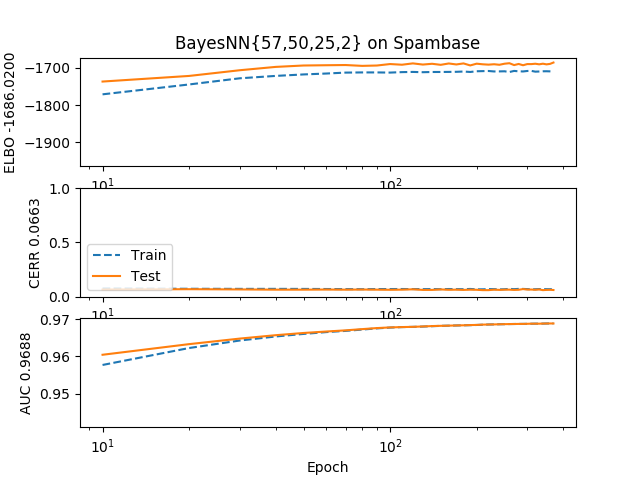 BayesNN{57,50,25,2} on Spambase
ELBO -1686.0200
−1700
−1800
−1900
10¹
10²
CERR 0.0663
1.0
0.5
0.0
Train
Test
10¹
10²
AUC 0.9688
0.97
0.96
0.95
10¹
10²
Epoch